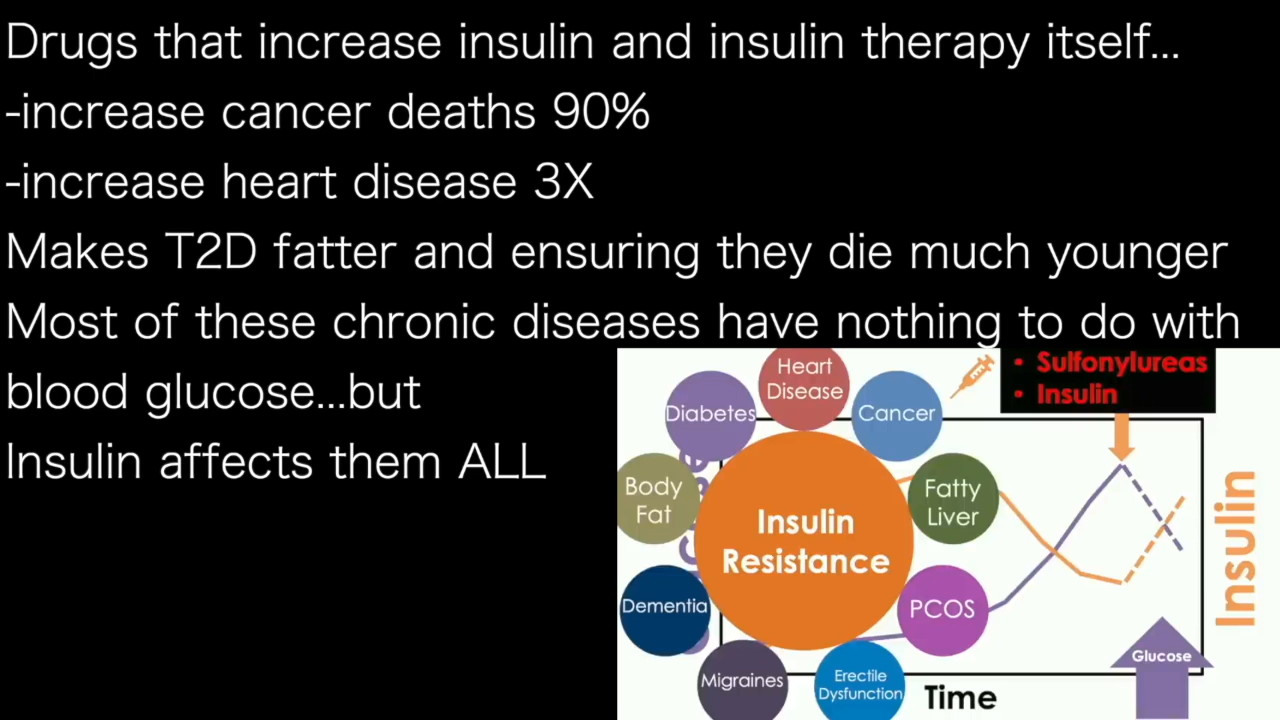 Drugs that increase insulin and insulin therapy itself...
-increase cancer deaths 90%
-increase heart disease 3X
Makes T2D fatter and ensuring they die much younger
Most of these chronic diseases have nothing to do with
blood glucose...but
Insulin affects them ALL
• Sulfonylureas
• Insulin
Heart
Disease
Diabetes
Cancer
Body
Fat
Fatty
Liver
Insulin
Resistance
Dementia
PCOS
Migraines
Erectile
Dysfunction
Time
Glucose
Insulin